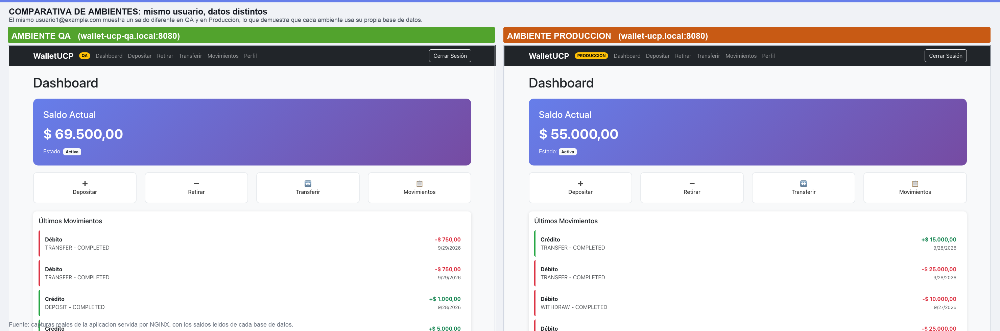 COMPARATIVA DE AMBIENTES: mismo usuario, datos distintos
El mismo usuario1@example.com muestra un saldo diferente en QA y en Produccion, lo que demuestra que cada ambiente usa su propia base de datos.
AMBIENTE QA (wallet-ucp-qa.local:8080)
WalletUCP QA Dashboard Depositar Retirar Transferir Movimientos Perfil Cerrar Sesión
Dashboard
Saldo Actual
$ 69.500,00
Estado: Activa
Depositar Retirar Transferir Movimientos
Últimos Movimientos
Débito -$ 750,00
TRANSFER - COMPLETED 9/29/2026
Débito -$ 750,00
TRANSFER - COMPLETED 9/29/2026
Crédito +$ 1.000,00
DEPOSIT - COMPLETED 9/28/2026
Crédito +$ 5.000,00
AMBIENTE PRODUCCION (wallet-ucp.local:8080)
WalletUCP PRODUCCION Dashboard Depositar Retirar Transferir Movimientos Perfil Cerrar Sesión
Dashboard
Saldo Actual
$ 55.000,00
Estado: Activa
Depositar Retirar Transferir Movimientos
Últimos Movimientos
Crédito +$ 15.000,00
TRANSFER - COMPLETED 9/28/2026
Débito -$ 25.000,00
TRANSFER - COMPLETED 9/28/2026
Débito -$ 10.000,00
WITHDRAW - COMPLETED 9/27/2026
Débito -$ 25.000,00
Fuente: capturas reales de la aplicacion servida por NGINX, con los saldos leidos de cada base de datos.